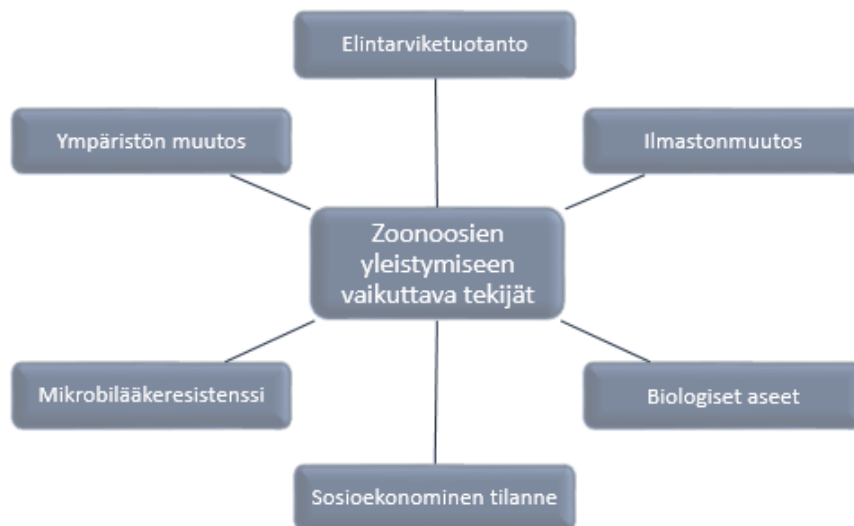 Elintarviketuotanto
Ympäristön muutos
Ilmastonmuutos
Zoonoosien
yleistymiseen
vaikuttava tekijät
Mikrobilääkeresistenssi
Biologiset aseet
Sosioekonominen tilanne